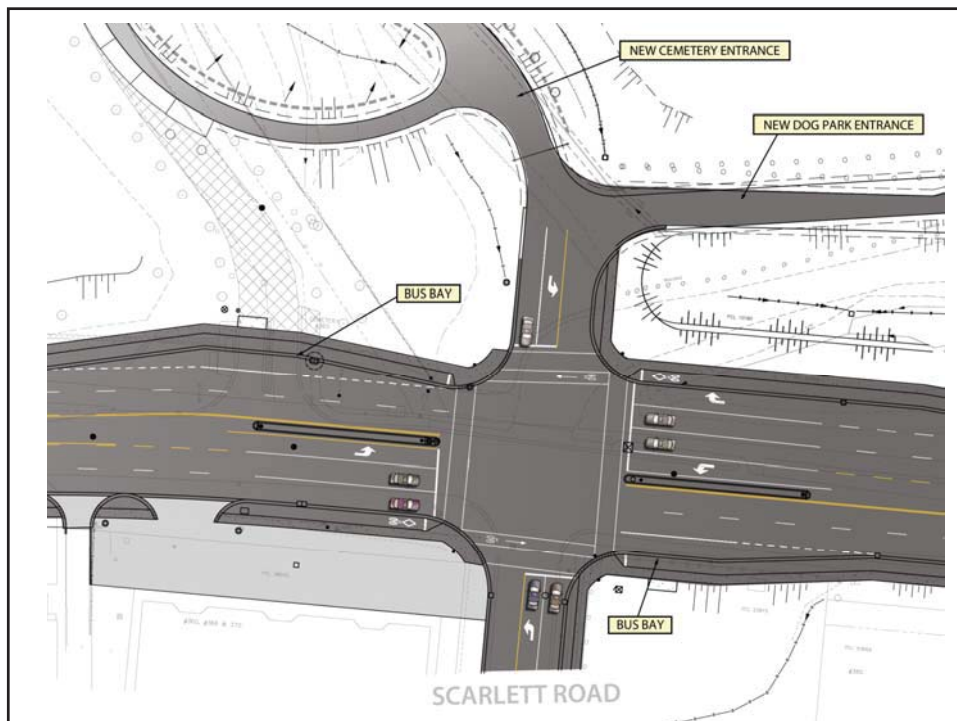 NEW CEMETERY ENTRANCE
NEW DOG PARK ENTRANCE
BUS BAY
BUS BAY
SCARLETT ROAD